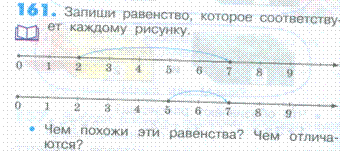 161. Запиши равенство, которое соответству-
ет каждому рисунку.
0 1 2 3 4 5 6 7 8 9
0 1 2 3 4 5 6 7 8 9
• Чем похожи эти равенства? Чем отлича-
ются?